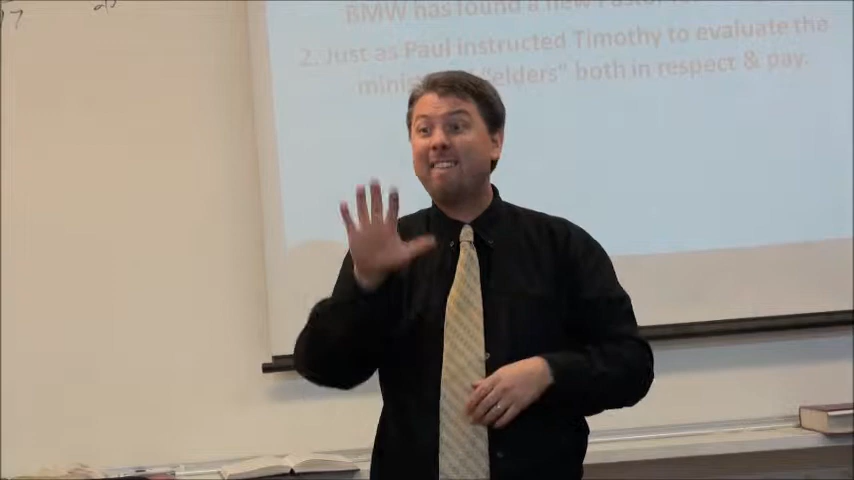 17
BMW has found a new Pastor
2. Just as Paul instructed Timothy to evaluate the
"elders" both in respect & pay.